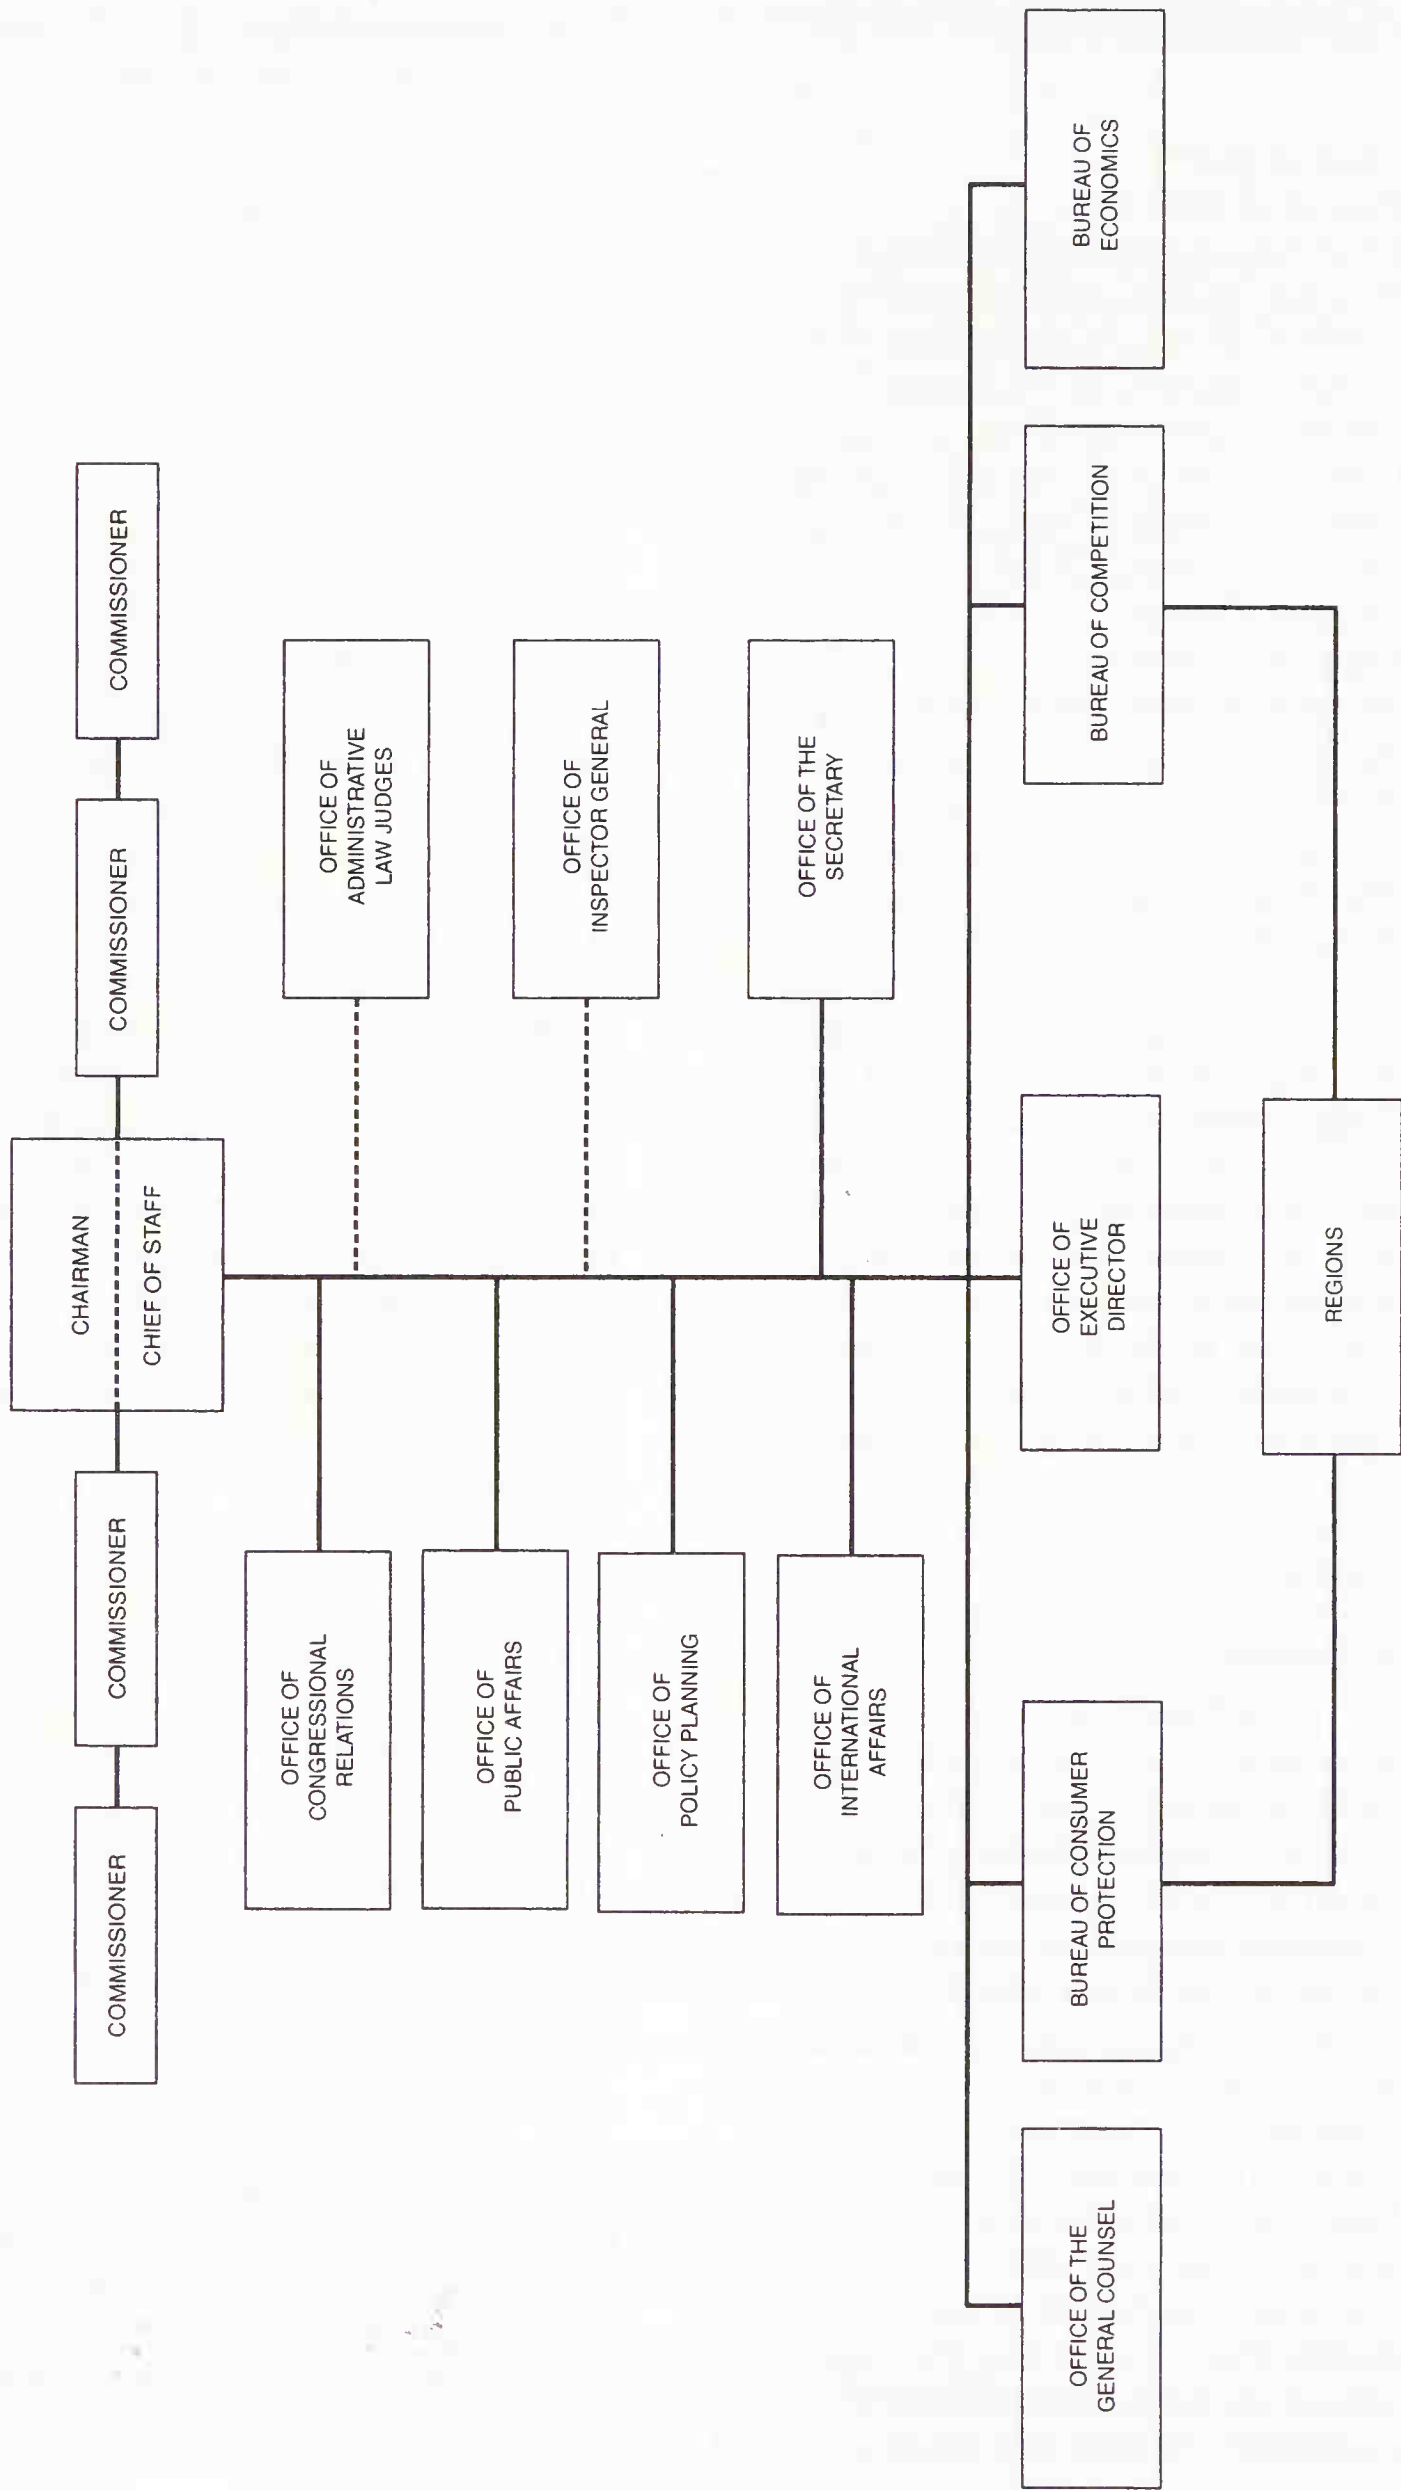 COMMISSIONER
COMMISSIONER
CHAIRMAN
CHIEF OF STAFF
COMMISSIONER
COMMISSIONER
OFFICE OF
CONGRESSIONAL
RELATIONS
OFFICE OF
ADMINISTRATIVE
LAW JUDGES
OFFICE OF
PUBLIC AFFAIRS
OFFICE OF
INSPECTOR GENERAL
OFFICE OF
POLICY PLANNING
OFFICE OF THE
SECRETARY
OFFICE OF
INTERNATIONAL
AFFAIRS
OFFICE OF THE
GENERAL COUNSEL
BUREAU OF CONSUMER
PROTECTION
OFFICE OF
EXECUTIVE
DIRECTOR
BUREAU OF COMPETITION
BUREAU OF
ECONOMICS
REGIONS